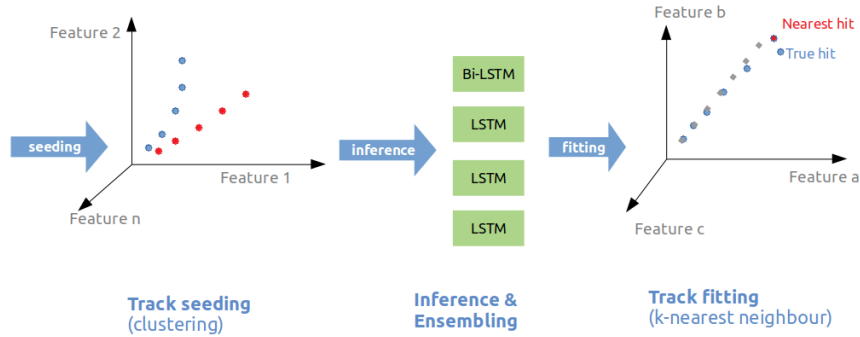 Feature 2
seeding
Feature 1
Feature n
inference
Bi-LSTM
LSTM
LSTM
LSTM
fitting
Feature b
Nearest hit
True hit
Feature a
Feature c
Track seeding
(clustering)
Inference &
Ensembling
Track fitting
(k-nearest neighbour)